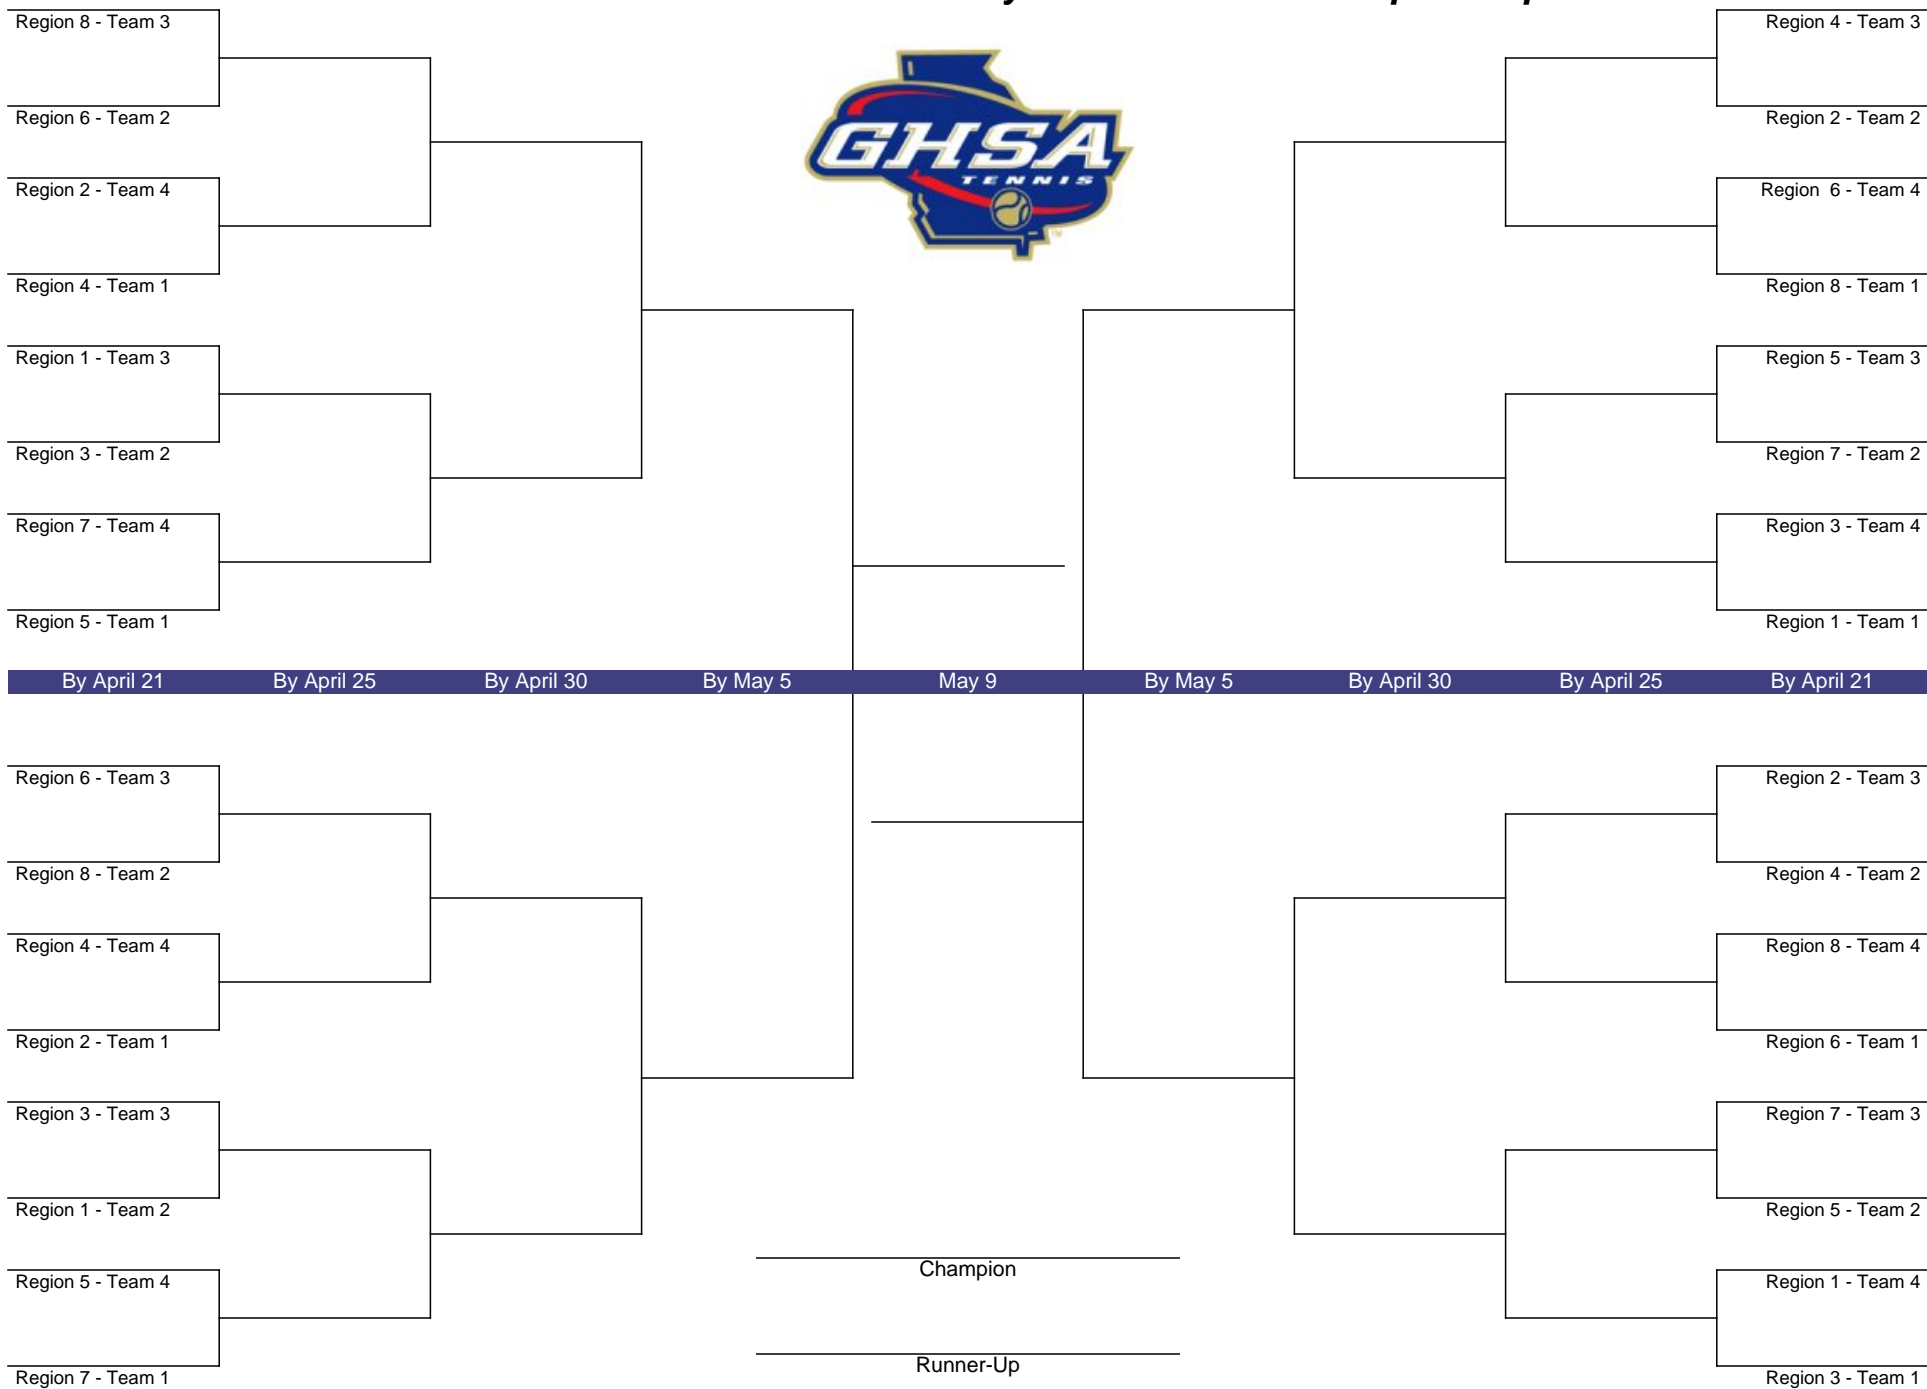 Region 8 - Team 3
Region 6 - Team 2
Region 2 - Team 4
Region 4 - Team 1
Region 1 - Team 3
Region 3 - Team 2
Region 7 - Team 4
Region 5 - Team 1
GHSA
TENNIS
TM
Region 4 - Team 3
Region 2 - Team 2
Region  6 - Team 4
Region 8 - Team 1
Region 5 - Team 3
Region 7 - Team 2
Region 3 - Team 4
Region 1 - Team 1
By April 21 By April 25 By April 30 By May 5 May 9 By May 5 By April 30 By April 25 By April 21
Region 6 - Team 3
Region 8 - Team 2
Region 4 - Team 4
Region 2 - Team 1
Region 3 - Team 3
Region 1 - Team 2
Region 5 - Team 4
Region 7 - Team 1
Champion
Runner-Up
Region 2 - Team 3
Region 4 - Team 2
Region 8 - Team 4
Region 6 - Team 1
Region 7 - Team 3
Region 5 - Team 2
Region 1 - Team 4
Region 3 - Team 1